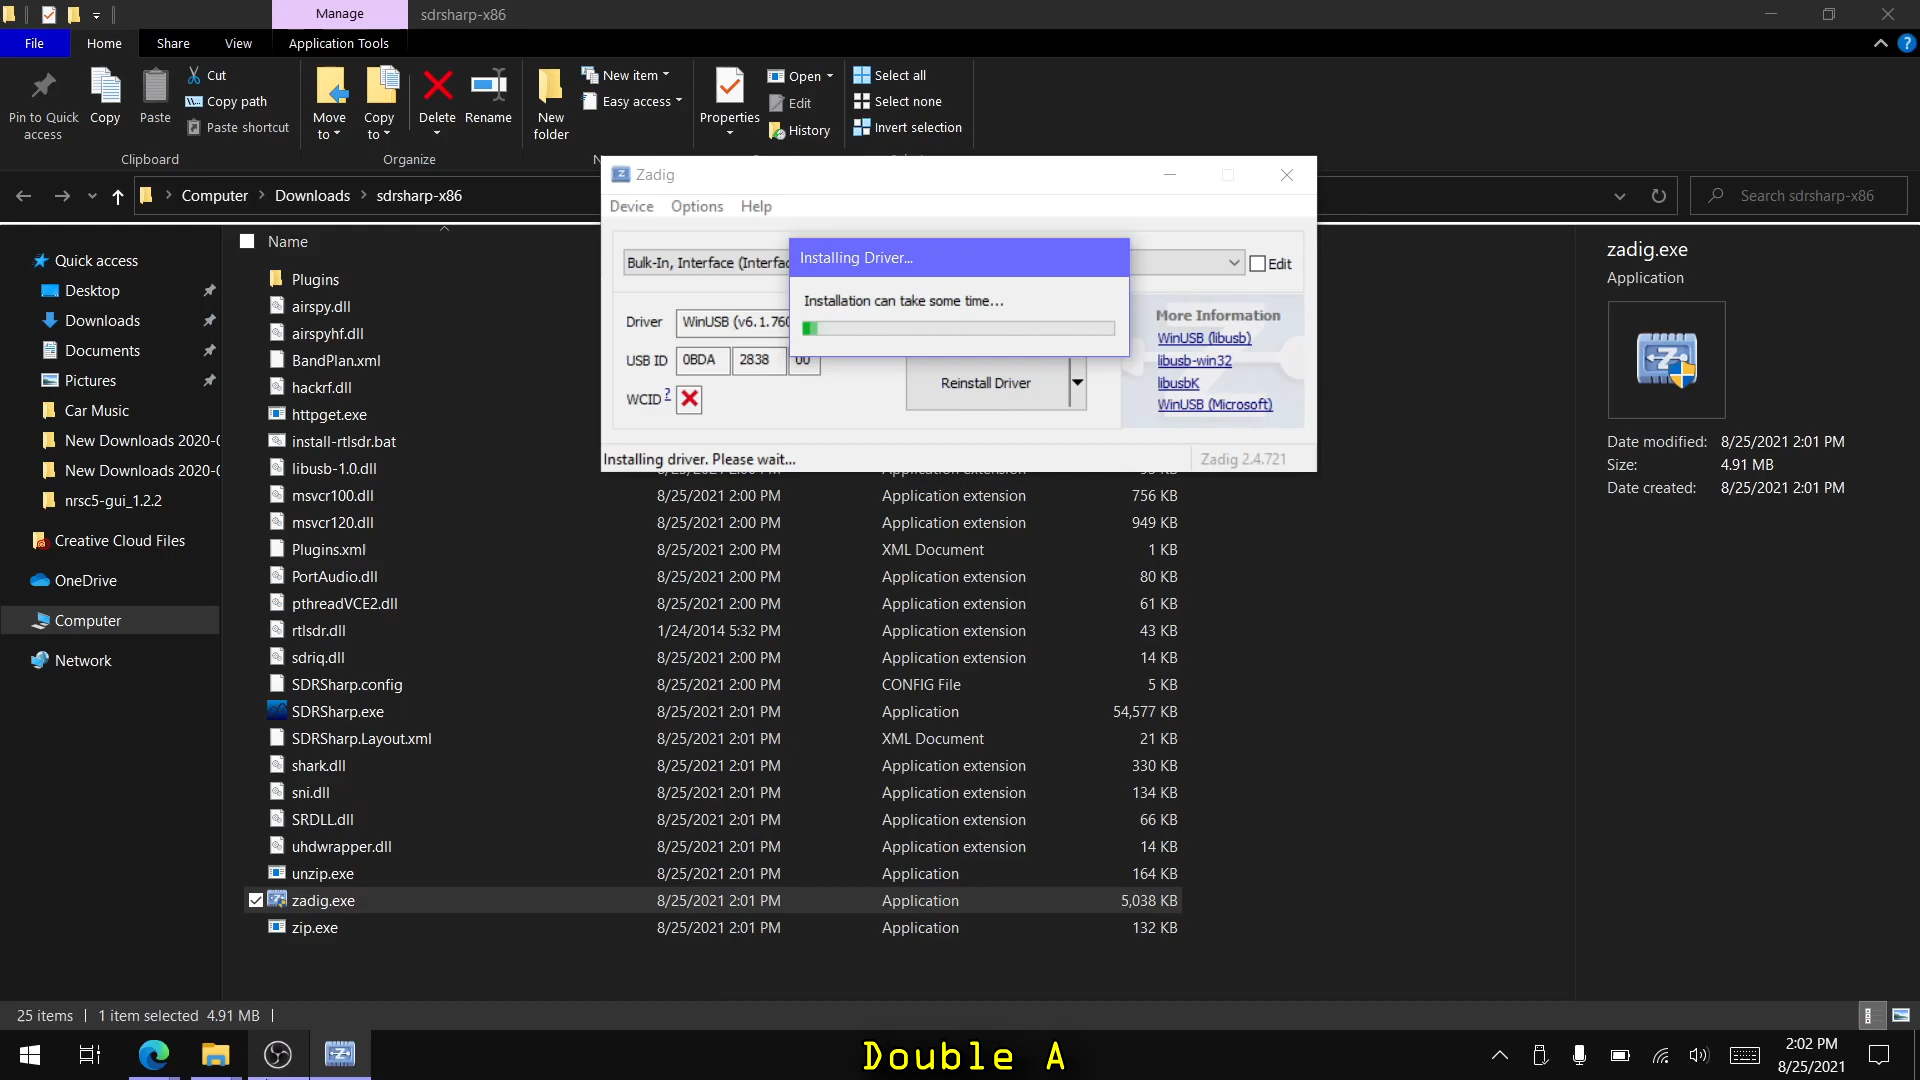 Manage
sdrsharp-x86
File
Home
Share
View
Application Tools
Pin to Quick access
Copy
Paste
Cut
Copy path
Paste shortcut
Clipboard
Move to
Copy to
Delete
Rename
Organize
New folder
New item
Easy access
Properties
Open
Edit
History
Select all
Select none
Invert selection
Computer
Downloads
sdrsharp-x86
Search sdrsharp-x86
Quick access
Desktop
Downloads
Documents
Pictures
Car Music
New Downloads 2020-0
New Downloads 2020-0
nrsc5-gui_1.2.2
Creative Cloud Files
OneDrive
Computer
Network
Name
Plugins
airspy.dll
airspyhf.dll
BandPlan.xml
hackrf.dll
httpget.exe
install-rtlsdr.bat
libusb-1.0.dll
msvcr100.dll 8/25/2021 2:00 PM Application extension 756 KB
msvcr120.dll 8/25/2021 2:00 PM Application extension 949 KB
Plugins.xml 8/25/2021 2:00 PM XML Document 1 KB
PortAudio.dll 8/25/2021 2:00 PM Application extension 80 KB
pthreadVCE2.dll 8/25/2021 2:00 PM Application extension 61 KB
rtlsdr.dll 1/24/2014 5:32 PM Application extension 43 KB
sdriq.dll 8/25/2021 2:00 PM Application extension 14 KB
SDRSharp.config 8/25/2021 2:00 PM CONFIG File 5 KB
SDRSharp.exe 8/25/2021 2:01 PM Application 54,577 KB
SDRSharp.Layout.xml 8/25/2021 2:01 PM XML Document 21 KB
shark.dll 8/25/2021 2:01 PM Application extension 330 KB
sni.dll 8/25/2021 2:01 PM Application extension 134 KB
SRDLL.dll 8/25/2021 2:01 PM Application extension 66 KB
uhdwrapper.dll 8/25/2021 2:01 PM Application extension 14 KB
unzip.exe 8/25/2021 2:01 PM Application 164 KB
zadig.exe 8/25/2021 2:01 PM Application 5,038 KB
zip.exe 8/25/2021 2:01 PM Application 132 KB
Zadig
Device Options Help
Bulk-In, Interface (Interfac
Edit
Installing Driver...
Installation can take some time...
Driver WinUSB (v6.1.760
USB ID 0BDA 2838 00
WCID ?
Reinstall Driver
More Information
WinUSB (libusb)
libusb-win32
libusbK
WinUSB (Microsoft)
Installing driver. Please wait...
Zadig 2.4.721
zadig.exe
Application
Date modified: 8/25/2021 2:01 PM
Size: 4.91 MB
Date created: 8/25/2021 2:01 PM
25 items
1 item selected 4.91 MB
Double A
2:02 PM
8/25/2021